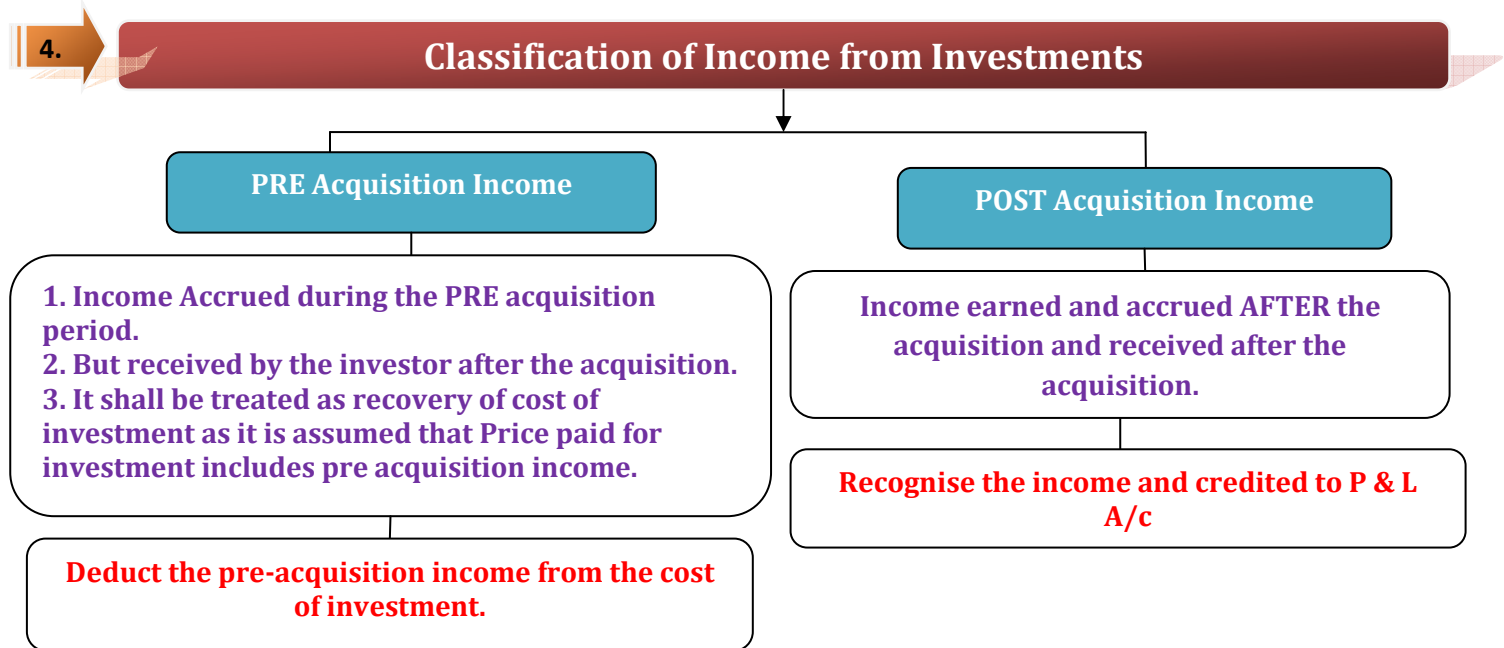 4.
Classification of Income from Investments
PRE Acquisition Income
1. Income Accrued during the PRE acquisition
period.
2. But received by the investor after the acquisition.
3. It shall be treated as recovery of cost of
investment as it is assumed that Price paid for
investment includes pre acquisition income.
Deduct the pre-acquisition income from the cost
of investment.
POST Acquisition Income
Income earned and accrued AFTER the
acquisition and received after the
acquisition.
Recognise the income and credited to P & L
A/c